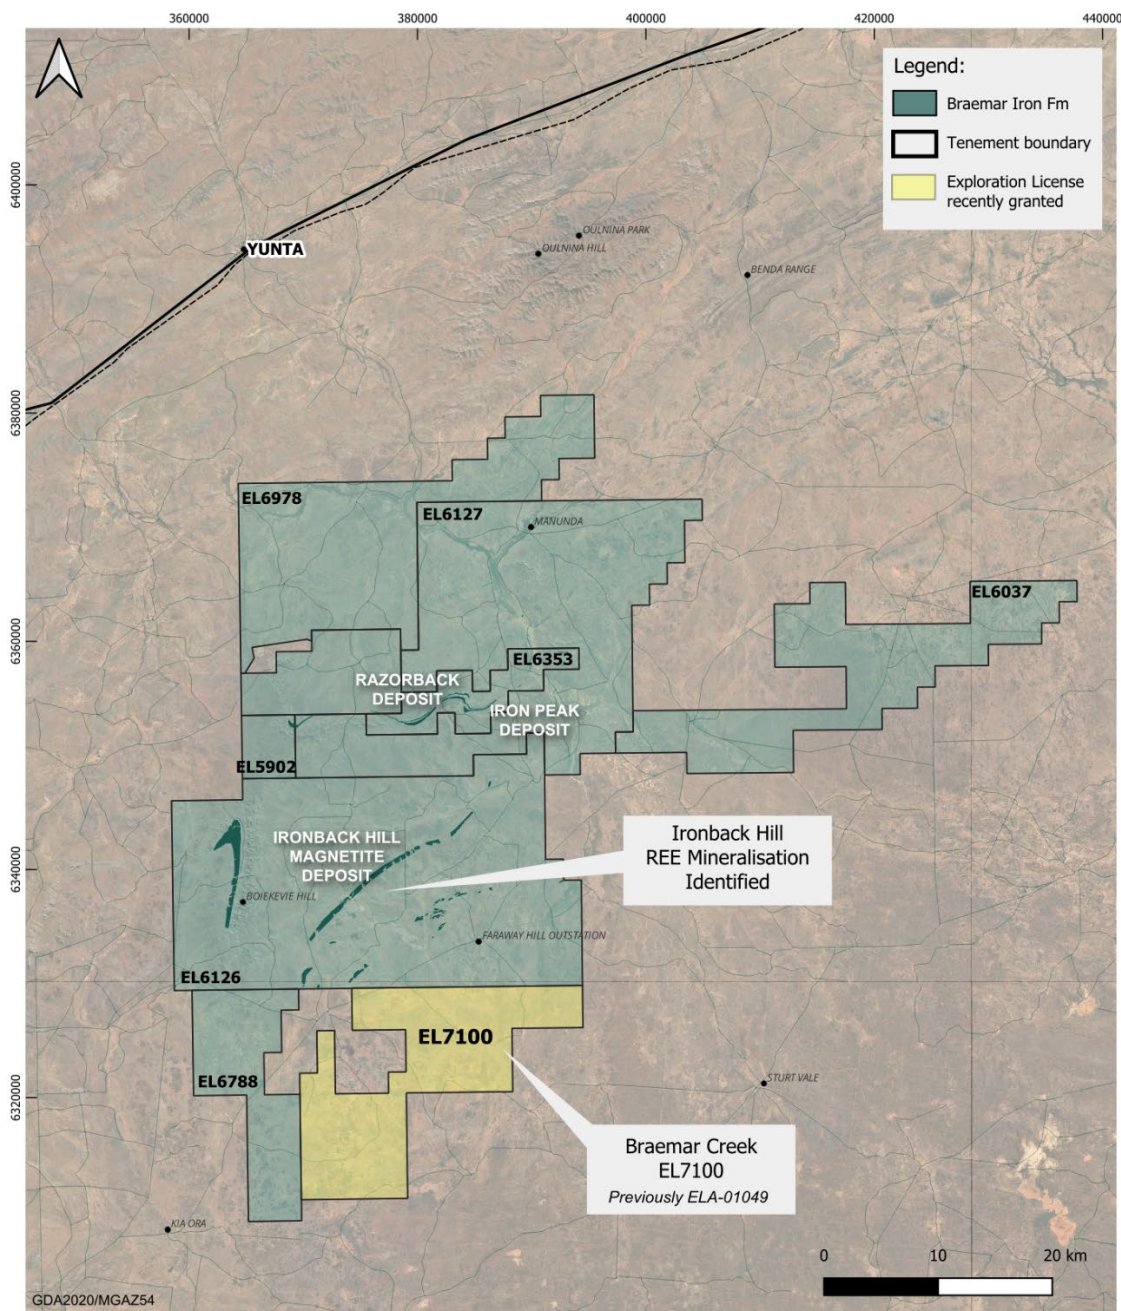 360000
380000
400000
420000
440000
6400000
6380000
6360000
6340000
6320000
Legend:
Braemar Iron Fm
Tenement boundary
Exploration License
recently granted
OULNINA PARK
OULNINA HILL
YUNTA
BENDA RANGE
EL6978
EL6127
MANUNDA
EL6037
EL6353
RAZORBACK
DEPOSIT
IRON PEAK
DEPOSIT
EL5902
IRONBACK HILL
MAGNETITE
DEPOSIT
Ironback Hill
REE Mineralisation
Identified
BOIEKEVIE HILL
FARAWAY HILL OUTSTATION
EL6126
EL7100
EL6788
STURT VALE
Braemar Creek
EL7100
Previously ELA-01049
KIA ORA
0 10 20 km
GDA2020/MGAZ54